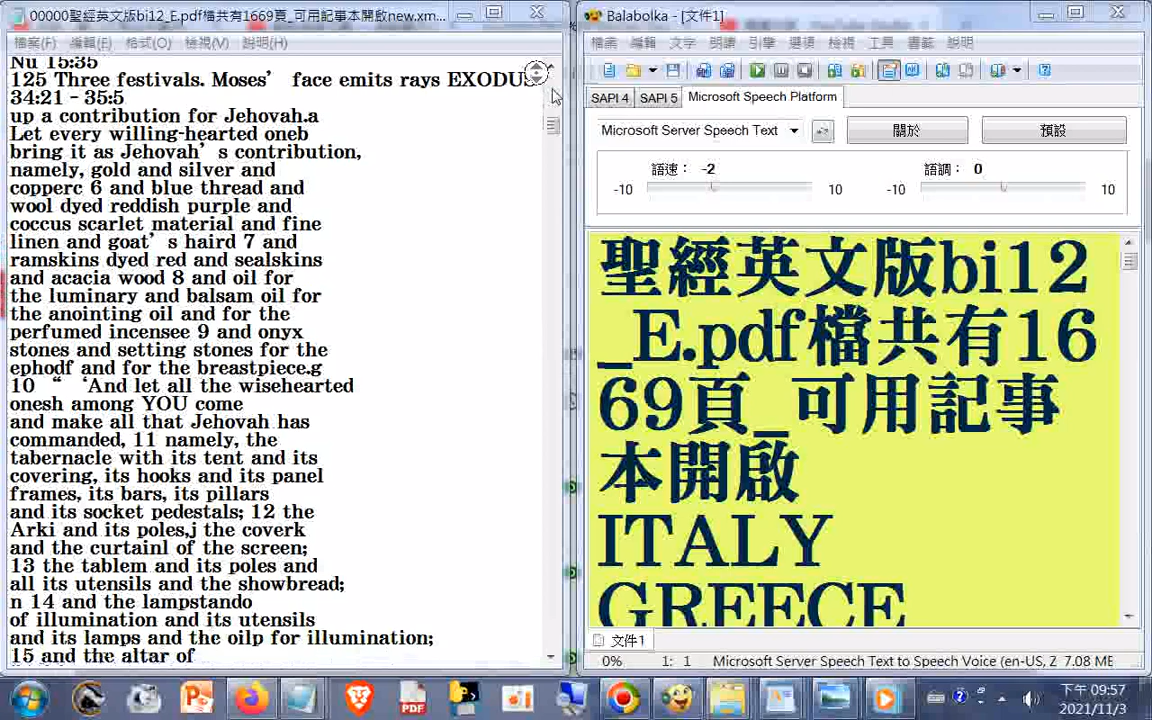 00000聖經英文版bi12_E.pdf檔共有1669頁_可用記事本開啟new.xm...
檔案(F) 編輯(E) 格式(O) 檢視(V) 說明(H)
Nu 15:35
125 Three festivals. Moses’ face emits rays EXODUS
34:21 – 35:5
up a contribution for Jehovah.a
Let every willing-hearted oneb
bring it as Jehovah’s contribution,
namely, gold and silver and
copperc 6 and blue thread and
wool dyed reddish purple and
coccus scarlet material and fine
linen and goat’s haird 7 and
ramskins dyed red and sealskins
and acacia wood 8 and oil for
the luminary and balsam oil for
the anointing oil and for the
perfumed incensee 9 and onyx
stones and setting stones for the
ephodf and for the breastpiece.g
10 “ ‘And let all the wisehearted
onesh among YOU come
and make all that Jehovah has
commanded, 11 namely, the
tabernacle with its tent and its
covering, its hooks and its panel
frames, its bars, its pillars
and its socket pedestals; 12 the
Arki and its poles,j the coverk
and the curtainl of the screen;
13 the tablem and its poles and
all its utensils and the showbread;
n 14 and the lampstando
of illumination and its utensils
and its lamps and the oilp for illumination;
15 and the altar of
Balabolka - [文件1]
檔案 編輯 文字 朗讀 引擎 選項 檢視 工具 書籤 說明
SAPI 4 SAPI 5 Microsoft Speech Platform
Microsoft Server Speech Text 關於 預設
語速： -2 語調： 0
-10 10 -10 10
聖經英文版bi12
_E.pdf檔共有16
69頁_可用記事
本開啟
ITALY
GREECE
文件1
0% 1: 1 Microsoft Server Speech Text to Speech Voice (en-US, Z 7.08 ME
PDF
下午 09:57
2021/11/3